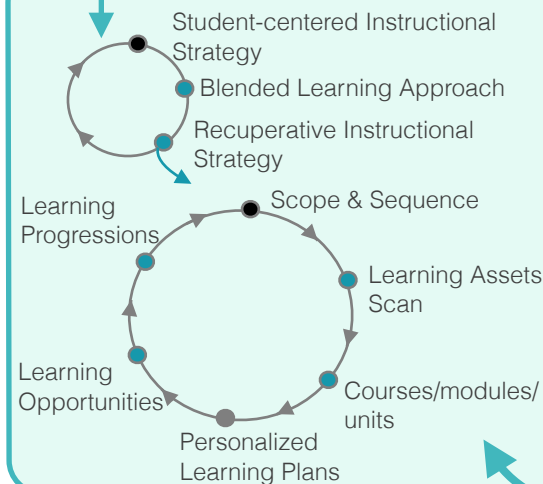 Student-centered Instructional
Strategy
Blended Learning Approach
Recuperative Instructional
Strategy
Scope & Sequence
Learning
Progressions
Learning Assets
Scan
Learning
Opportunities
Courses/modules/
units
Personalized
Learning Plans